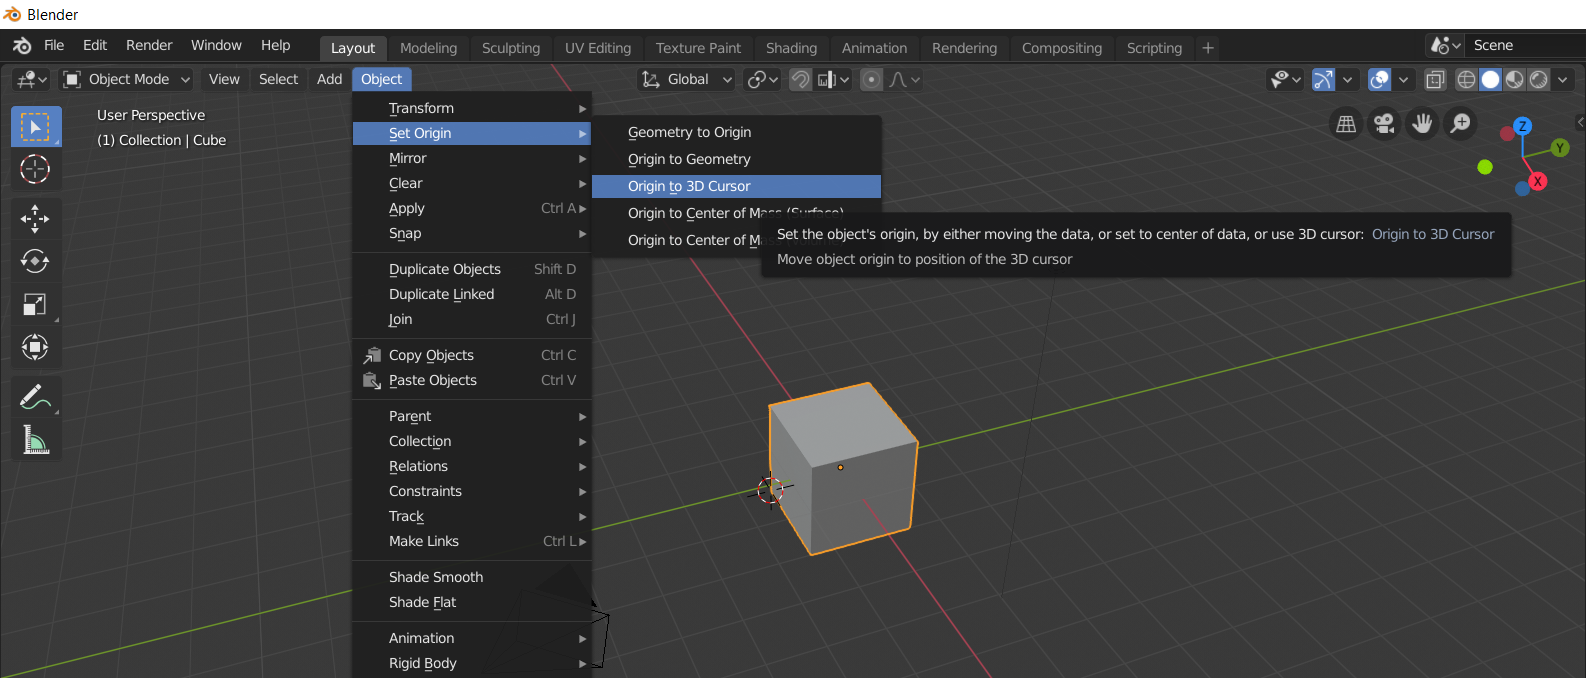 Blender
File Edit Render Window Help Layout Modeling Sculpting UV Editing Texture Paint Shading Animation Rendering Compositing Scripting + Scene
Object Mode View Select Add Object Global
User Perspective
(1) Collection | Cube
Transform
Set Origin
Mirror
Clear
Apply Ctrl A
Snap
Duplicate Objects Shift D
Duplicate Linked Alt D
Join Ctrl J
Copy Objects Ctrl C
Paste Objects Ctrl V
Parent
Collection
Relations
Constraints
Track
Make Links Ctrl L
Shade Smooth
Shade Flat
Animation
Rigid Body
Geometry to Origin
Origin to Geometry
Origin to 3D Cursor
Origin to Center of Mass (Surface)
Origin to Center of M
Set the object's origin, by either moving the data, or set to center of data, or use 3D cursor: Origin to 3D Cursor
Move object origin to position of the 3D cursor
Z
Y
X